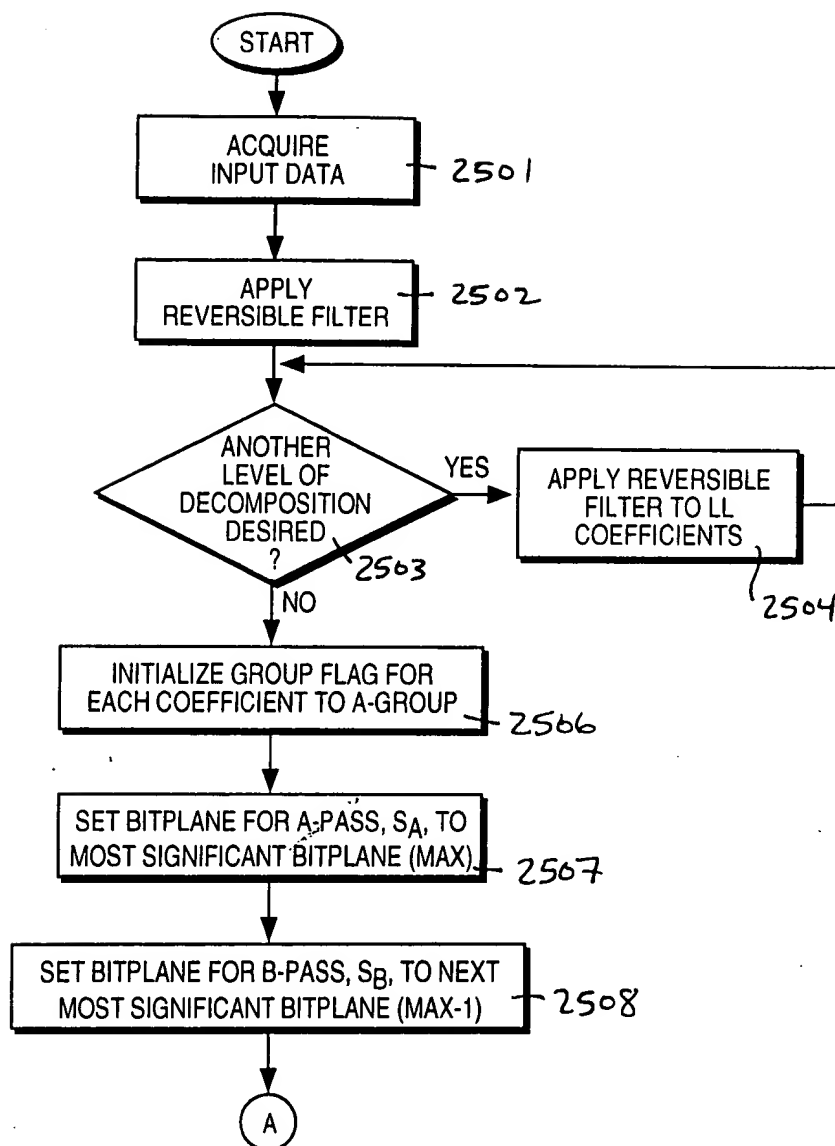 START
ACQUIRE
INPUT DATA
2501
APPLY
REVERSIBLE FILTER
2502
ANOTHER
LEVEL OF
DECOMPOSITION
DESIRED
?
2503
YES
APPLY REVERSIBLE
FILTER TO LL
COEFFICIENTS
2504
NO
INITIALIZE GROUP FLAG FOR
EACH COEFFICIENT TO A-GROUP
2506
SET BITPLANE FOR A-PASS, SA, TO
MOST SIGNIFICANT BITPLANE (MAX)
2507
SET BITPLANE FOR B-PASS, SB, TO NEXT
MOST SIGNIFICANT BITPLANE (MAX-1)
2508
A